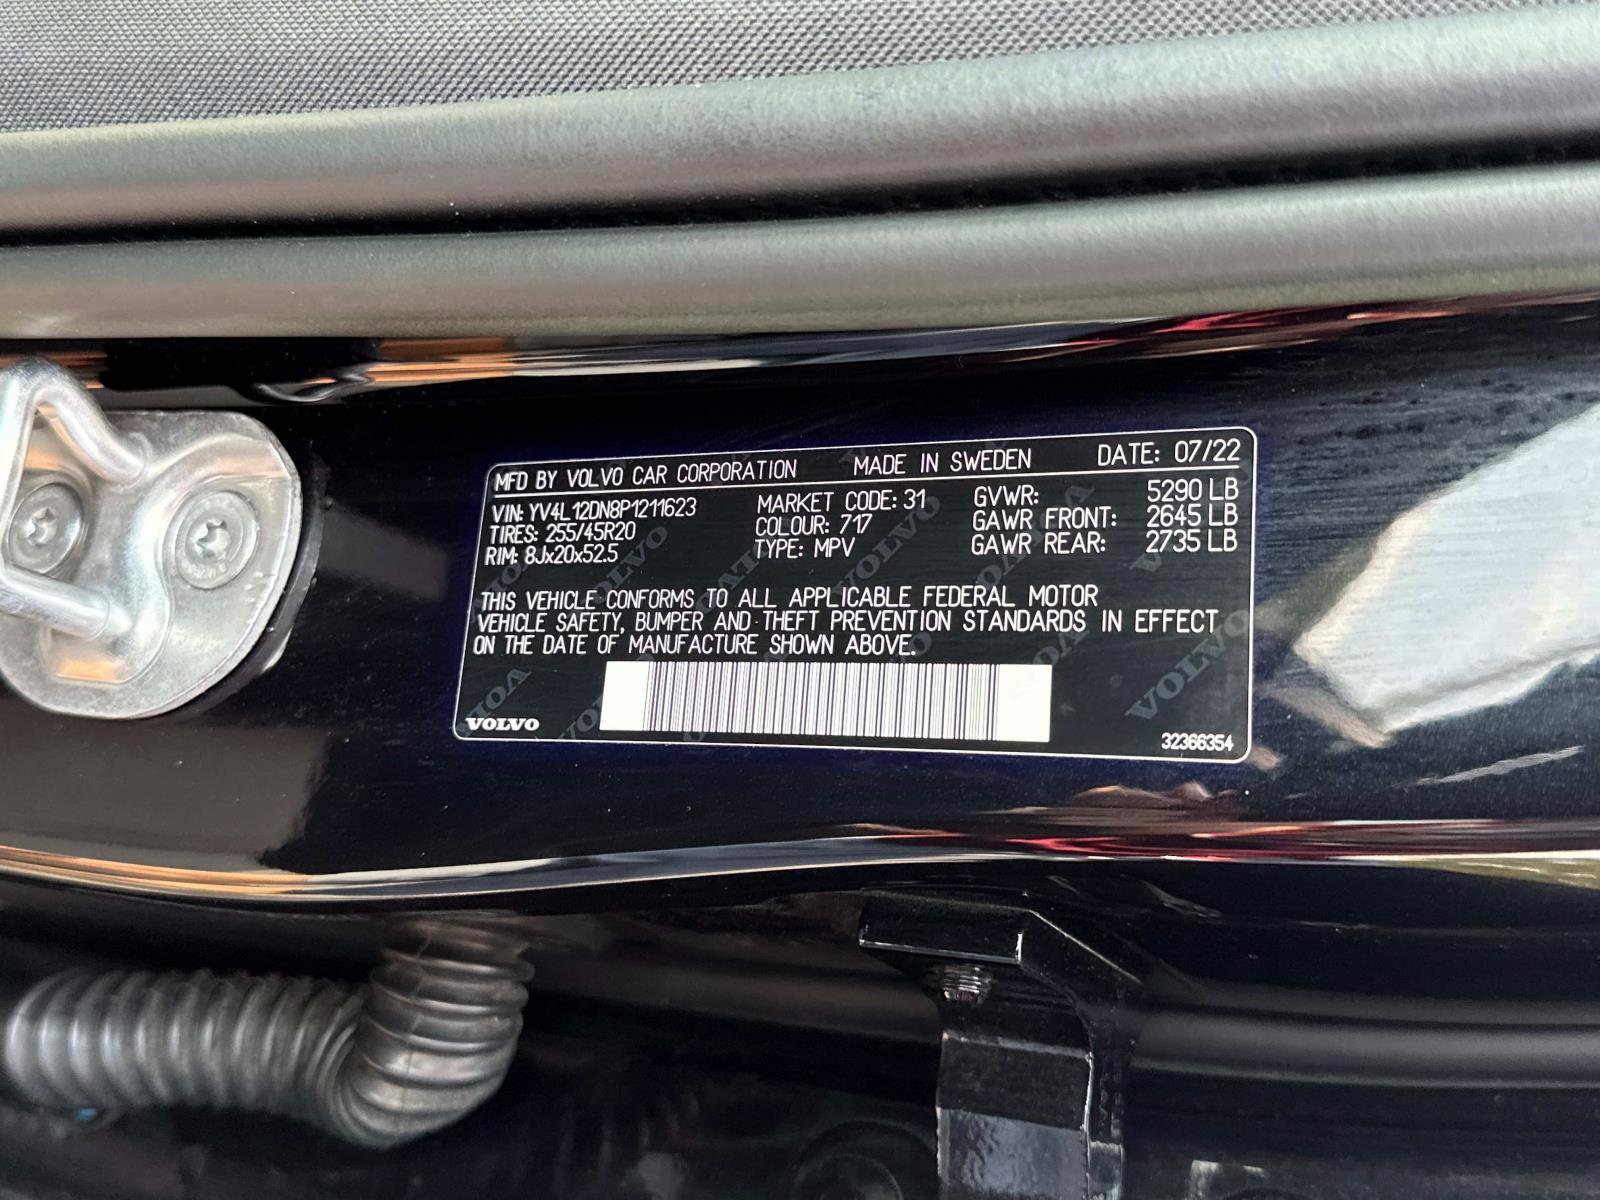 MFD BY VOLVO CAR CORPORATION MADE IN SWEDEN DATE: 07/22
VIN: YV4L12DN8P1211623 MARKET CODE: 31 GVWR: 5290 LB
TIRES: 255/45R20 COLOUR: 717 GAWR FRONT: 2645 LB
RIM: 8Jx20x52.5 TYPE: MPV GAWR REAR: 2735 LB
THIS VEHICLE CONFORMS TO ALL APPLICABLE FEDERAL MOTOR
VEHICLE SAFETY, BUMPER AND THEFT PREVENTION STANDARDS IN EFFECT
ON THE DATE OF MANUFACTURE SHOWN ABOVE.
VOLVO
32366354